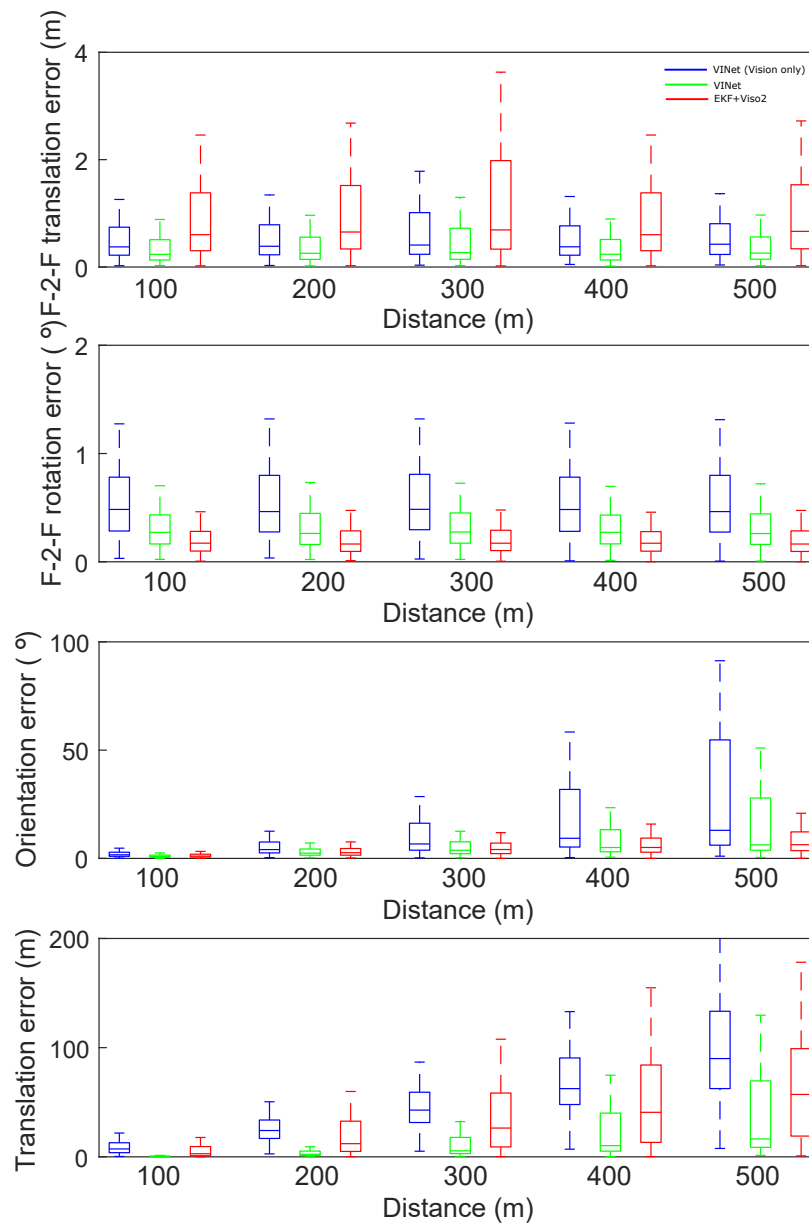 F-2-F translation error (m)
4
2
0
VINet (Vision only)
VINet
EKF+Viso2
100 200 300 400 500
Distance (m)
F-2-F rotation error ( º)
2
1
0
100 200 300 400 500
Distance (m)
Orientation error ( º)
100
50
0
100 200 300 400 500
Distance (m)
Translation error (m)
200
100
0
100 200 300 400 500
Distance (m)